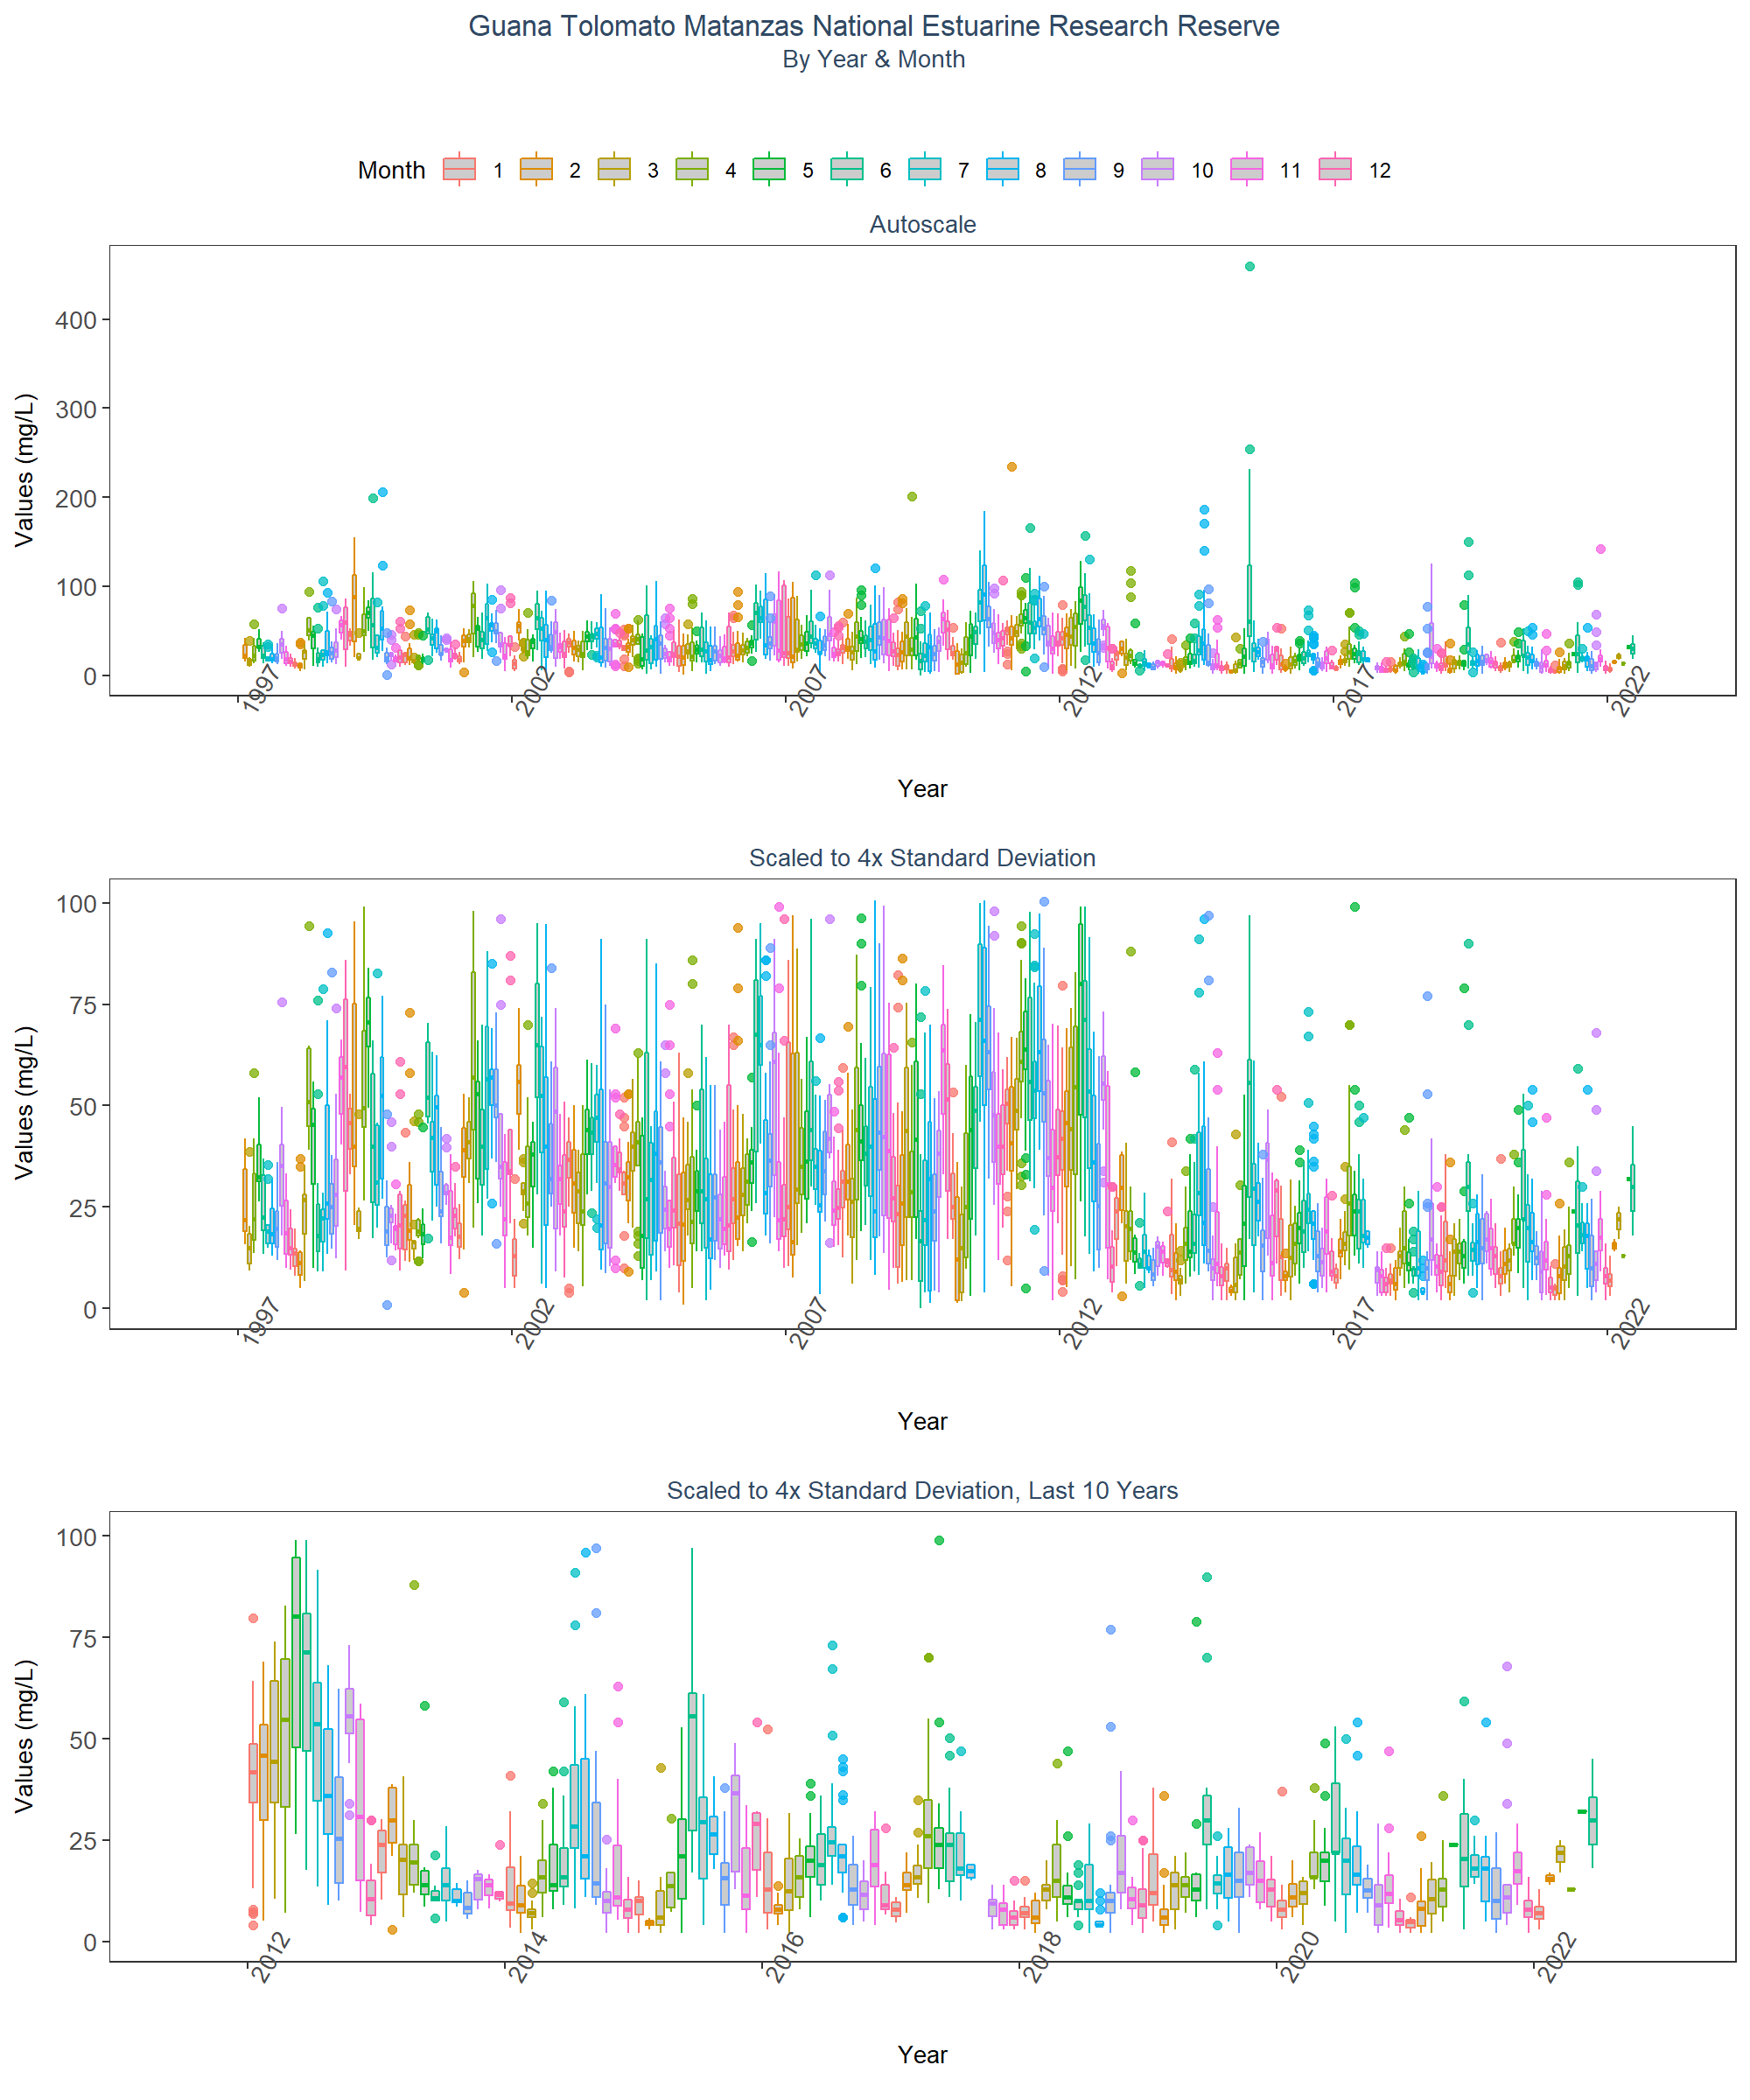 Guana Tolomato Matanzas National Estuarine Research Reserve
By Year & Month
Month 1 2 3 4 5 6 7 8 9 10 11 12
Autoscale
Values (mg/L)
400
300
200
100
0
1997 2002 2007 2012 2017 2022
Year
Scaled to 4x Standard Deviation
Values (mg/L)
100
75
50
25
0
1997 2002 2007 2012 2017 2022
Year
Scaled to 4x Standard Deviation, Last 10 Years
Values (mg/L)
100
75
50
25
0
2012 2014 2016 2018 2020 2022
Year